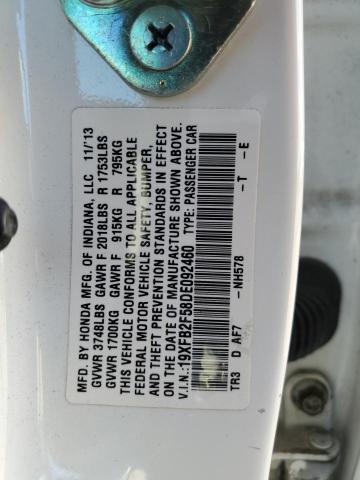 MFD. BY HONDA MFG. OF INDIANA, LLC 11/13
GVWR 3748LBS GAWR F 2018LBS R 1753LBS
GVWR 1700KG GAWR F 915KG R 795KG
THIS VEHICLE CONFORMS TO ALL APPLICABLE
FEDERAL MOTOR VEHICLE SAFETY, BUMPER,
AND THEFT PREVENTION STANDARDS IN EFFECT
ON THE DATE OF MANUFACTURE SHOWN ABOVE.
V.I.N.:19XFB2F58DE092460 TYPE: PASSENGER CAR
TR3 D AF7 -NH578 -T -E